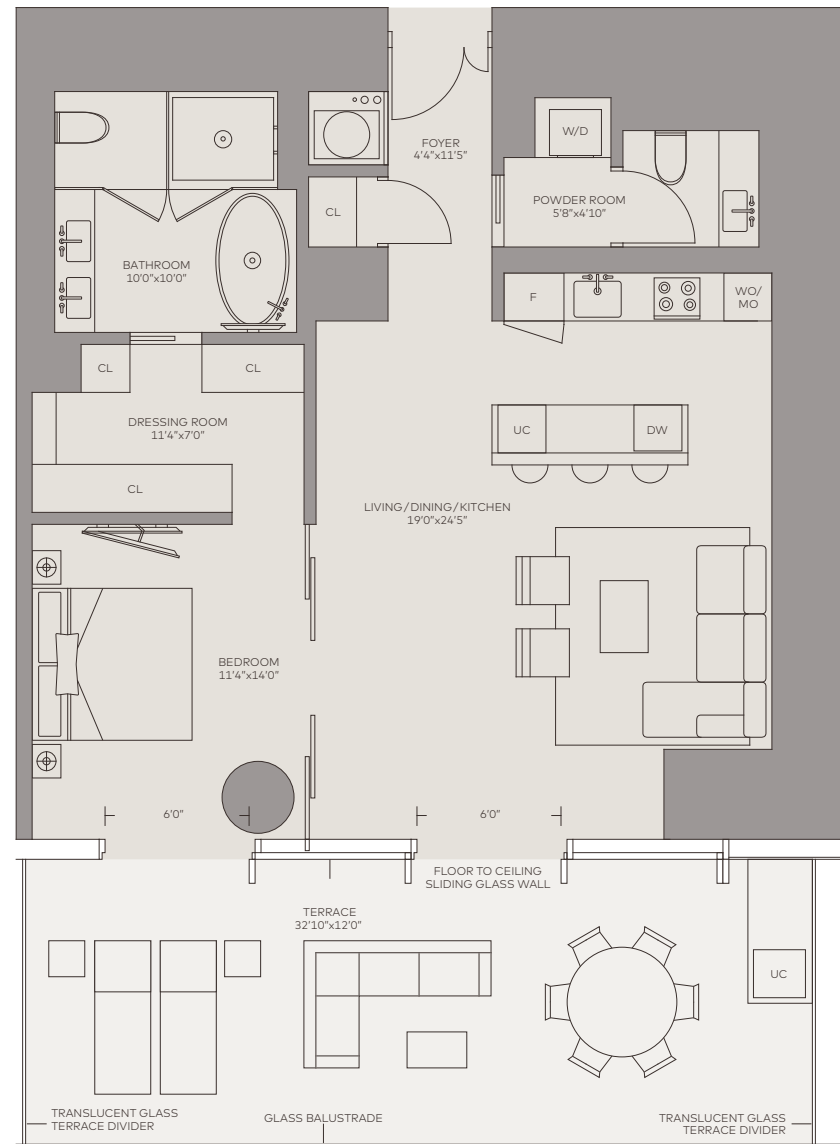 FOYER
4'4"x11'5"
W/D
POWDER ROOM
5'8"x4'10"
CL
BATHROOM
10'0"x10'0"
F
WO/
MO
CL
CL
DRESSING ROOM
11'4"x7'0"
CL
UC
DW
LIVING/DINING/KITCHEN
19'0"x24'5"
BEDROOM
11'4"x14'0"
6'0"
6'0"
FLOOR TO CEILING
SLIDING GLASS WALL
TERRACE
32'10"x12'0"
UC
TRANSLUCENT GLASS
TERRACE DIVIDER
GLASS BALUSTRADE
TRANSLUCENT GLASS
TERRACE DIVIDER